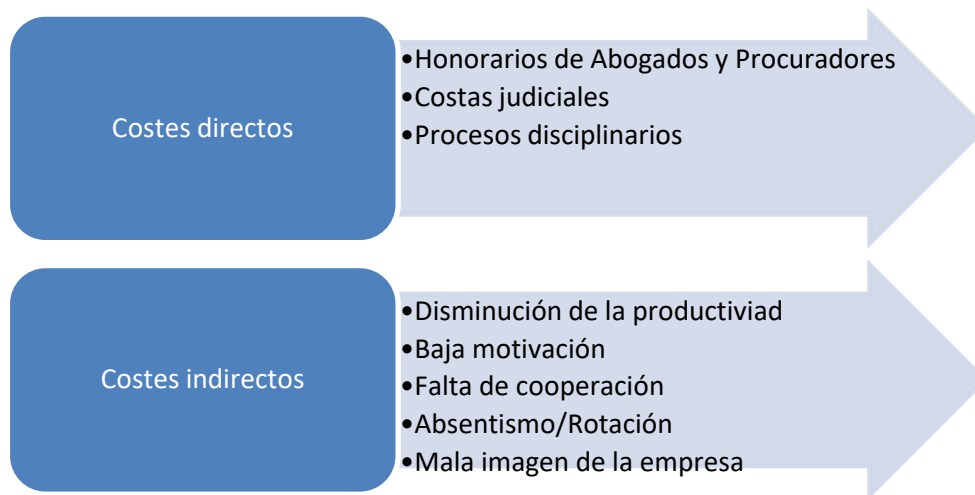 Costes directos
•Honorarios de Abogados y Procuradores
•Costas judiciales
•Procesos disciplinarios
Costes indirectos
•Disminución de la productiviad
•Baja motivación
•Falta de cooperación
•Absentismo/Rotación
•Mala imagen de la empresa